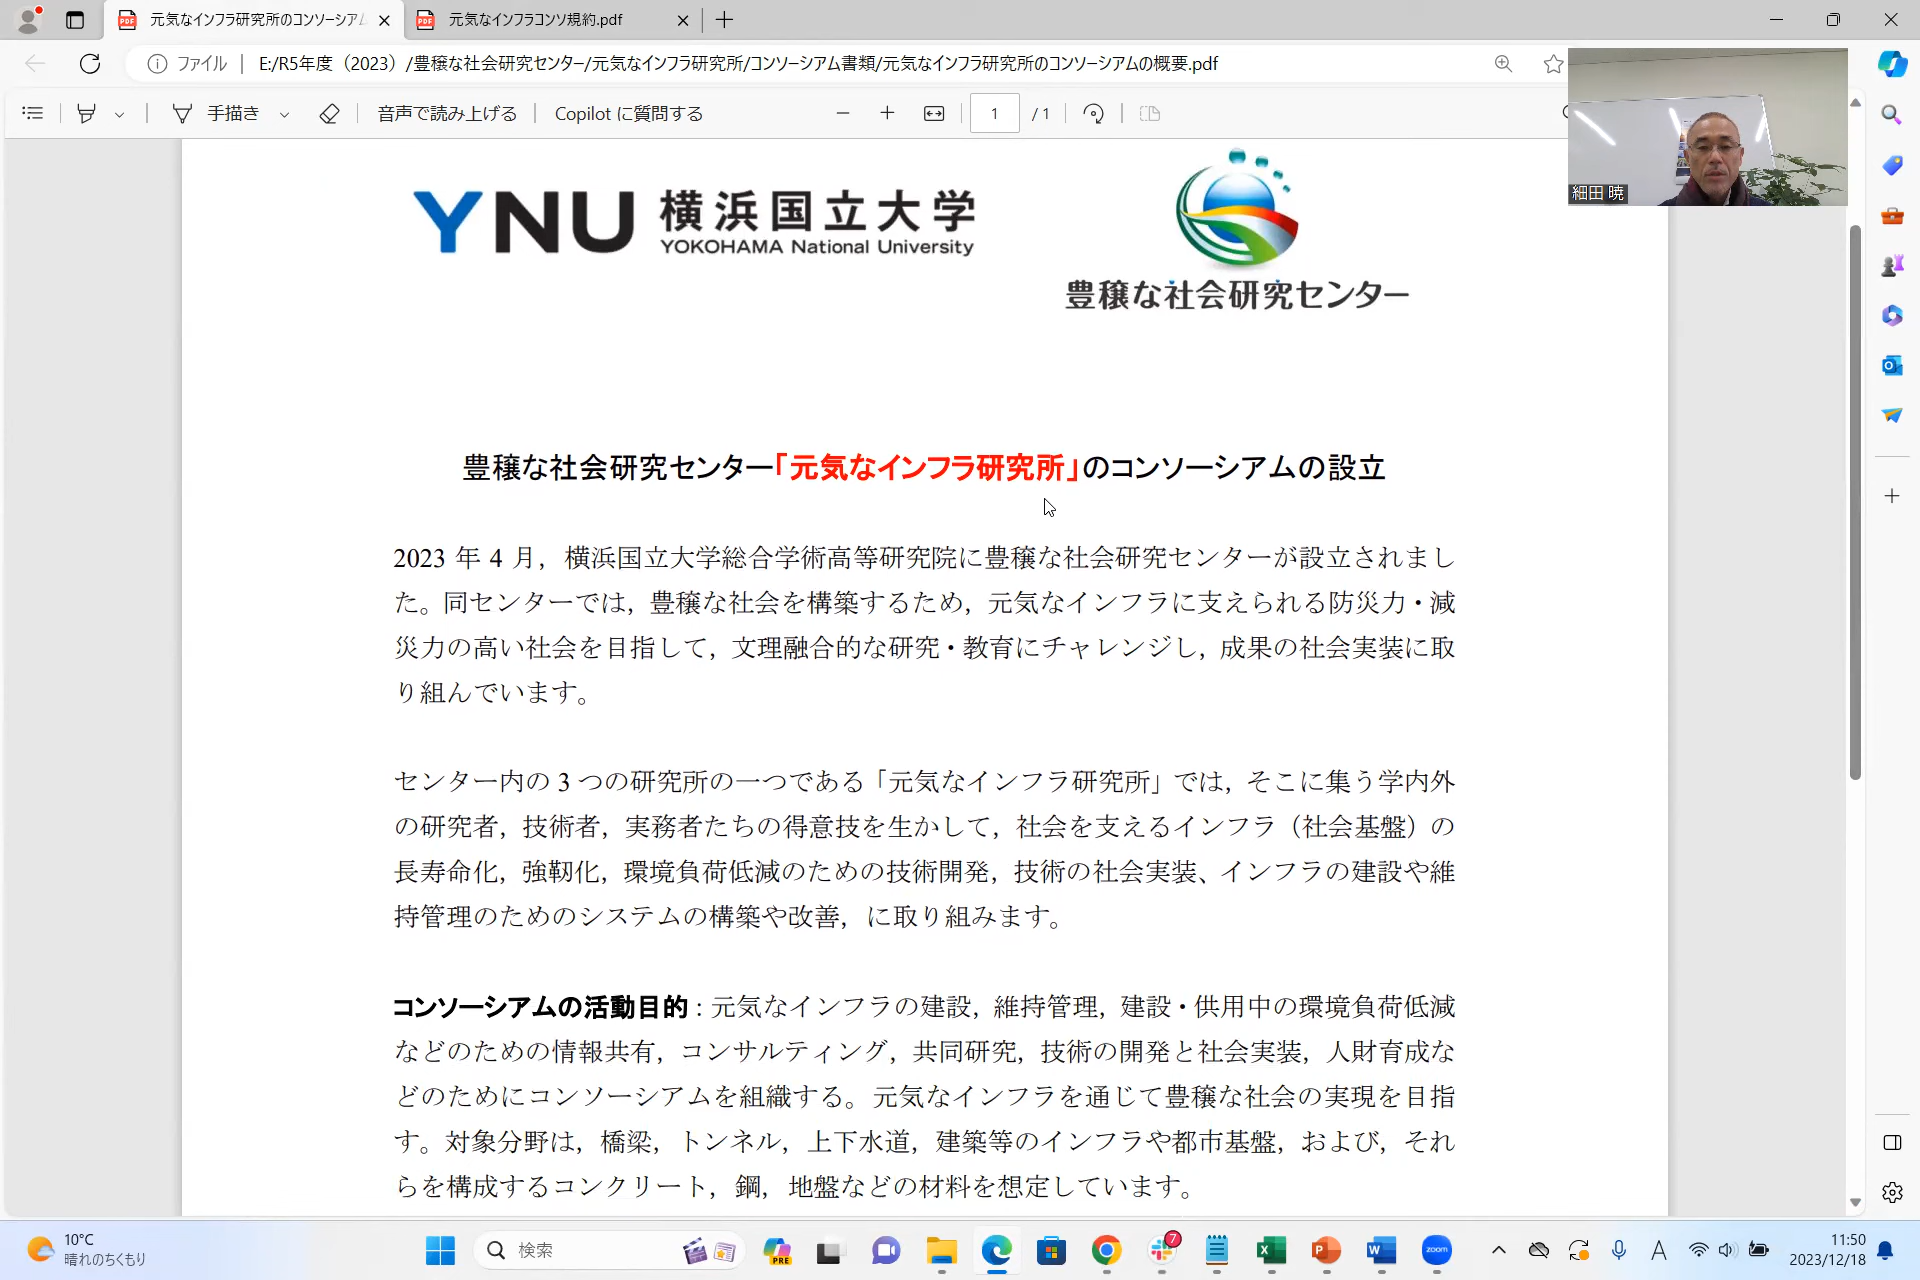 元気なインフラ研究所のコンソーシアム
元気なインフラコンソ規約.pdf
ファイル
E:/R5年度（2023）/豊穣な社会研究センター/元気なインフラ研究所/コンソーシアム書類/元気なインフラ研究所のコンソーシアムの概要.pdf
手描き
音声で読み上げる
Copilot に質問する
1
/ 1
細田 暁
YNU 横浜国立大学
YOKOHAMA National University
豊穣な社会研究センター
豊穣な社会研究センター「元気なインフラ研究所」のコンソーシアムの設立
2023 年 4 月，横浜国立大学総合学術高等研究院に豊穣な社会研究センターが設立されまし
た。同センターでは，豊穣な社会を構築するため，元気なインフラに支えられる防災力・減
災力の高い社会を目指して，文理融合的な研究・教育にチャレンジし，成果の社会実装に取
り組んでいます。
センター内の 3 つの研究所の一つである「元気なインフラ研究所」では，そこに集う学内外
の研究者，技術者，実務者たちの得意技を生かして，社会を支えるインフラ（社会基盤）の
長寿命化，強靭化，環境負荷低減のための技術開発，技術の社会実装、インフラの建設や維
持管理のためのシステムの構築や改善，に取り組みます。
コンソーシアムの活動目的：元気なインフラの建設，維持管理，建設・供用中の環境負荷低減
などのための情報共有，コンサルティング，共同研究，技術の開発と社会実装，人財育成な
どのためにコンソーシアムを組織する。元気なインフラを通じて豊穣な社会の実現を目指
す。対象分野は，橋梁，トンネル，上下水道，建築等のインフラや都市基盤，および，それ
らを構成するコンクリート，鋼，地盤などの材料を想定しています。
10°C
晴れのちくもり
検索
PRE
7
zoom
A
11:50
2023/12/18